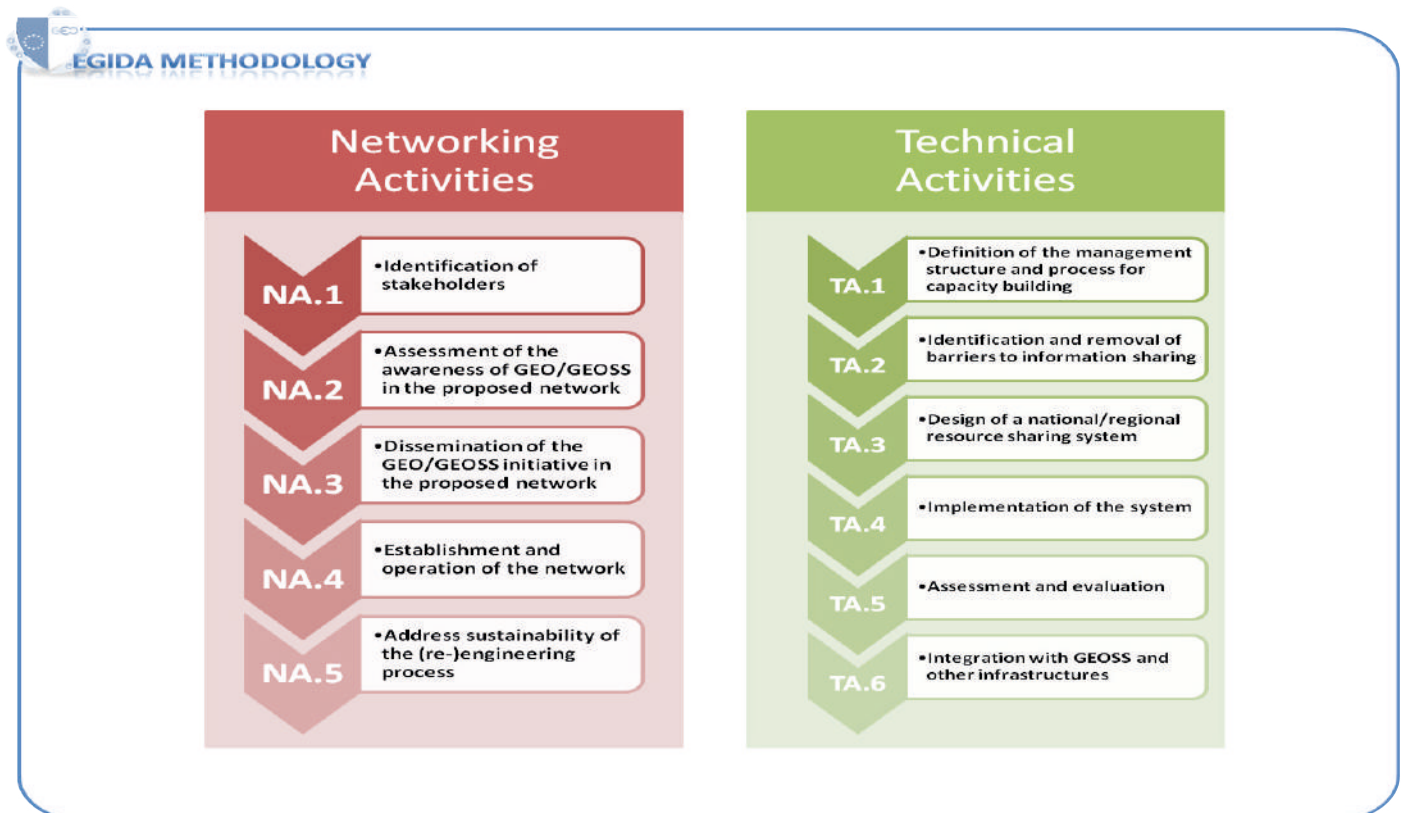 GEO
EGIDA METHODOLOGY
Networking
Activities
NA.1
•Identification of
stakeholders
NA.2
•Assessment of the
awareness of GEO/GEOSS
in the proposed network
NA.3
•Dissemination of the
GEO/GEOSS initiative in
the proposed network
NA.4
•Establishment and
operation of the network
NA.5
•Address sustainability of
the (re-)engineering
process
Technical
Activities
TA.1
•Definition of the management
structure and process for
capacity building
TA.2
•Identification and removal of
barriers to information sharing
TA.3
•Design of a national/regional
resource sharing system
TA.4
•Implementation of the system
TA.5
•Assessment and evaluation
TA.6
•Integration with GEOSS and
other infrastructures